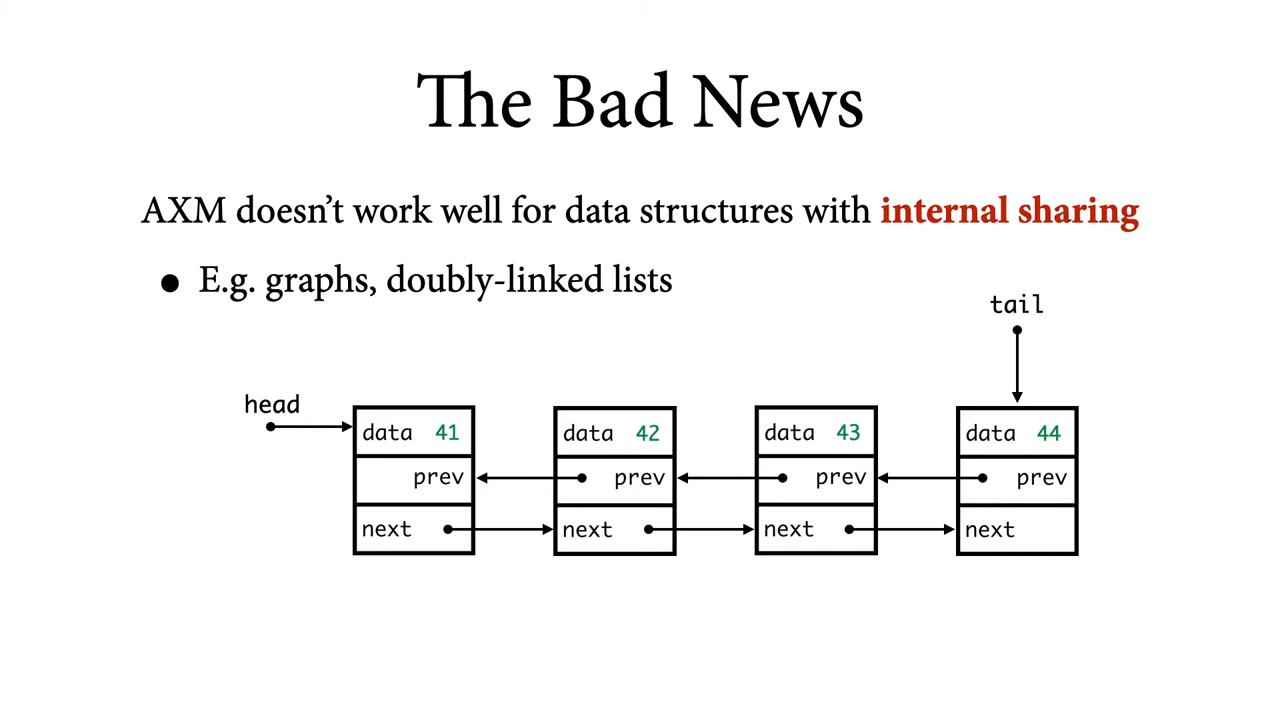 The Bad News
AXM doesn’t work well for data structures with internal sharing
● E.g. graphs, doubly-linked lists
tail
head
data 41 data 42 data 43 data 44
prev prev prev prev
next next next next